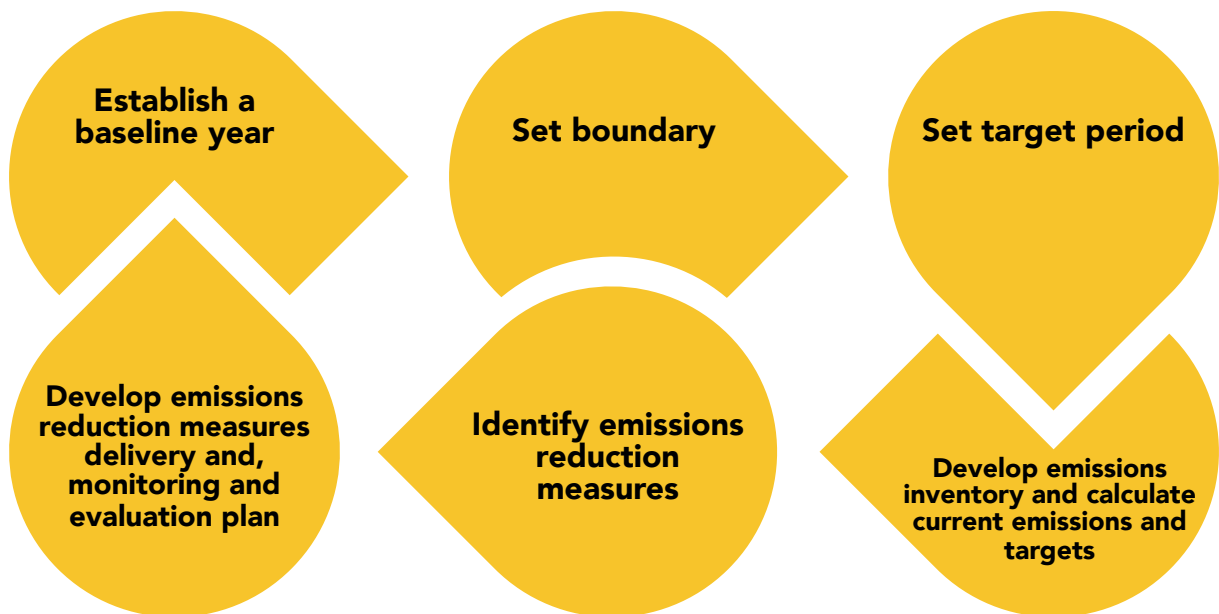 Establish a
baseline year
Set boundary
Set target period
Develop emissions
inventory and calculate
current emissions and
targets
Identify emissions
reduction
measures
Develop emissions
reduction measures
delivery and,
monitoring and
evaluation plan